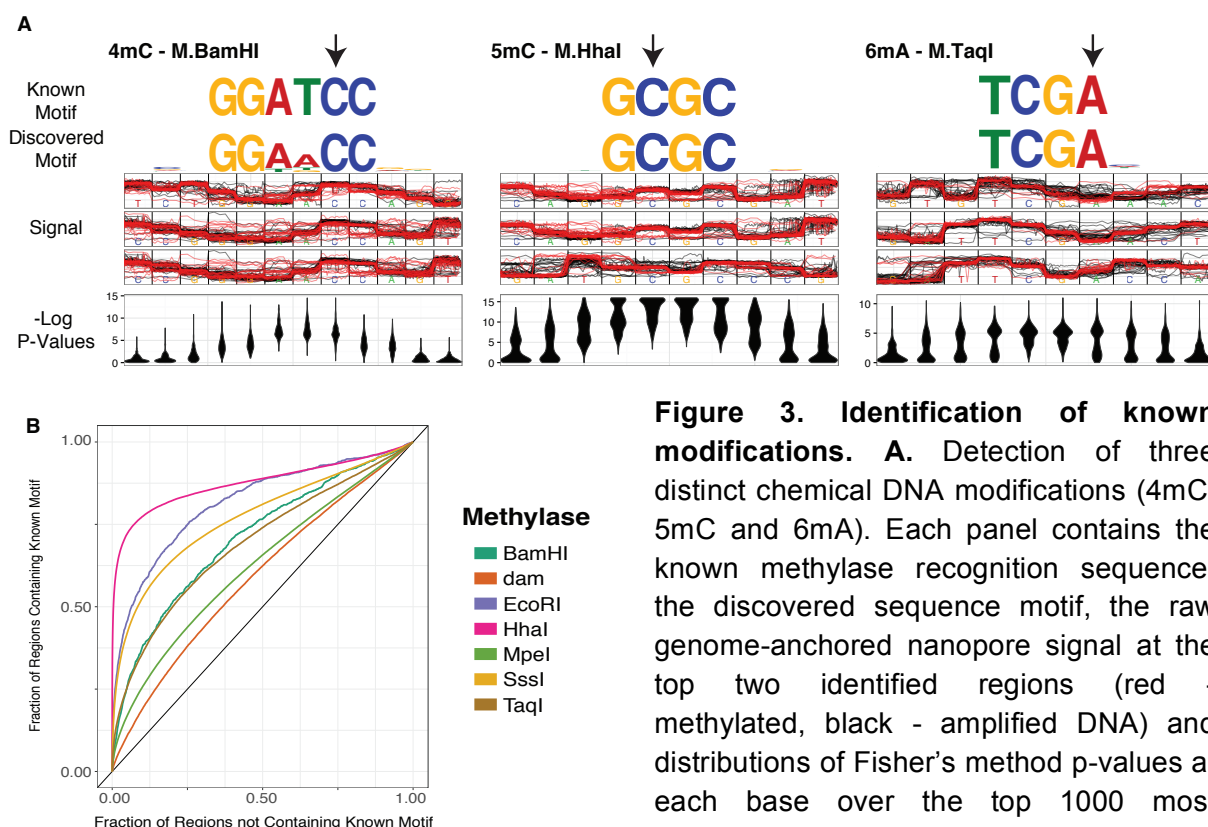 A
4mC - M.BamHI
5mC - M.HhaI
6mA - M.TaqI
Known Motif
GGATCC
GCGC
TCGA
Discovered Motif
GGAACC
GCGC
TCGA
Signal
-Log P-Values
15
10
5
0
15
10
5
0
10
5
0
B
1.00
0.50
0.00
0.00 0.50 1.00
Fraction of Regions Containing Known Motif
Fraction of Regions not Containing Known Motif
Methylase
BamHI
dam
EcoRI
HhaI
MpeI
SssI
TaqI
Figure 3. Identification of known
modifications. A. Detection of three
distinct chemical DNA modifications (4mC
5mC and 6mA). Each panel contains the
known methylase recognition sequence
the discovered sequence motif, the raw
genome-anchored nanopore signal at the
top two identified regions (red -
methylated, black - amplified DNA) and
distributions of Fisher's method p-values a
each base over the top 1000 mos